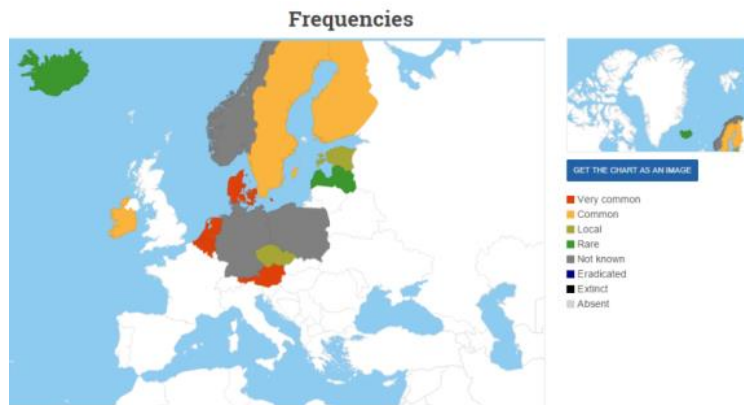 Frequencies
GET THE CHART AS AN IMAGE
Very common
Common
Local
Rare
Not known
Eradicated
Extinct
Absent